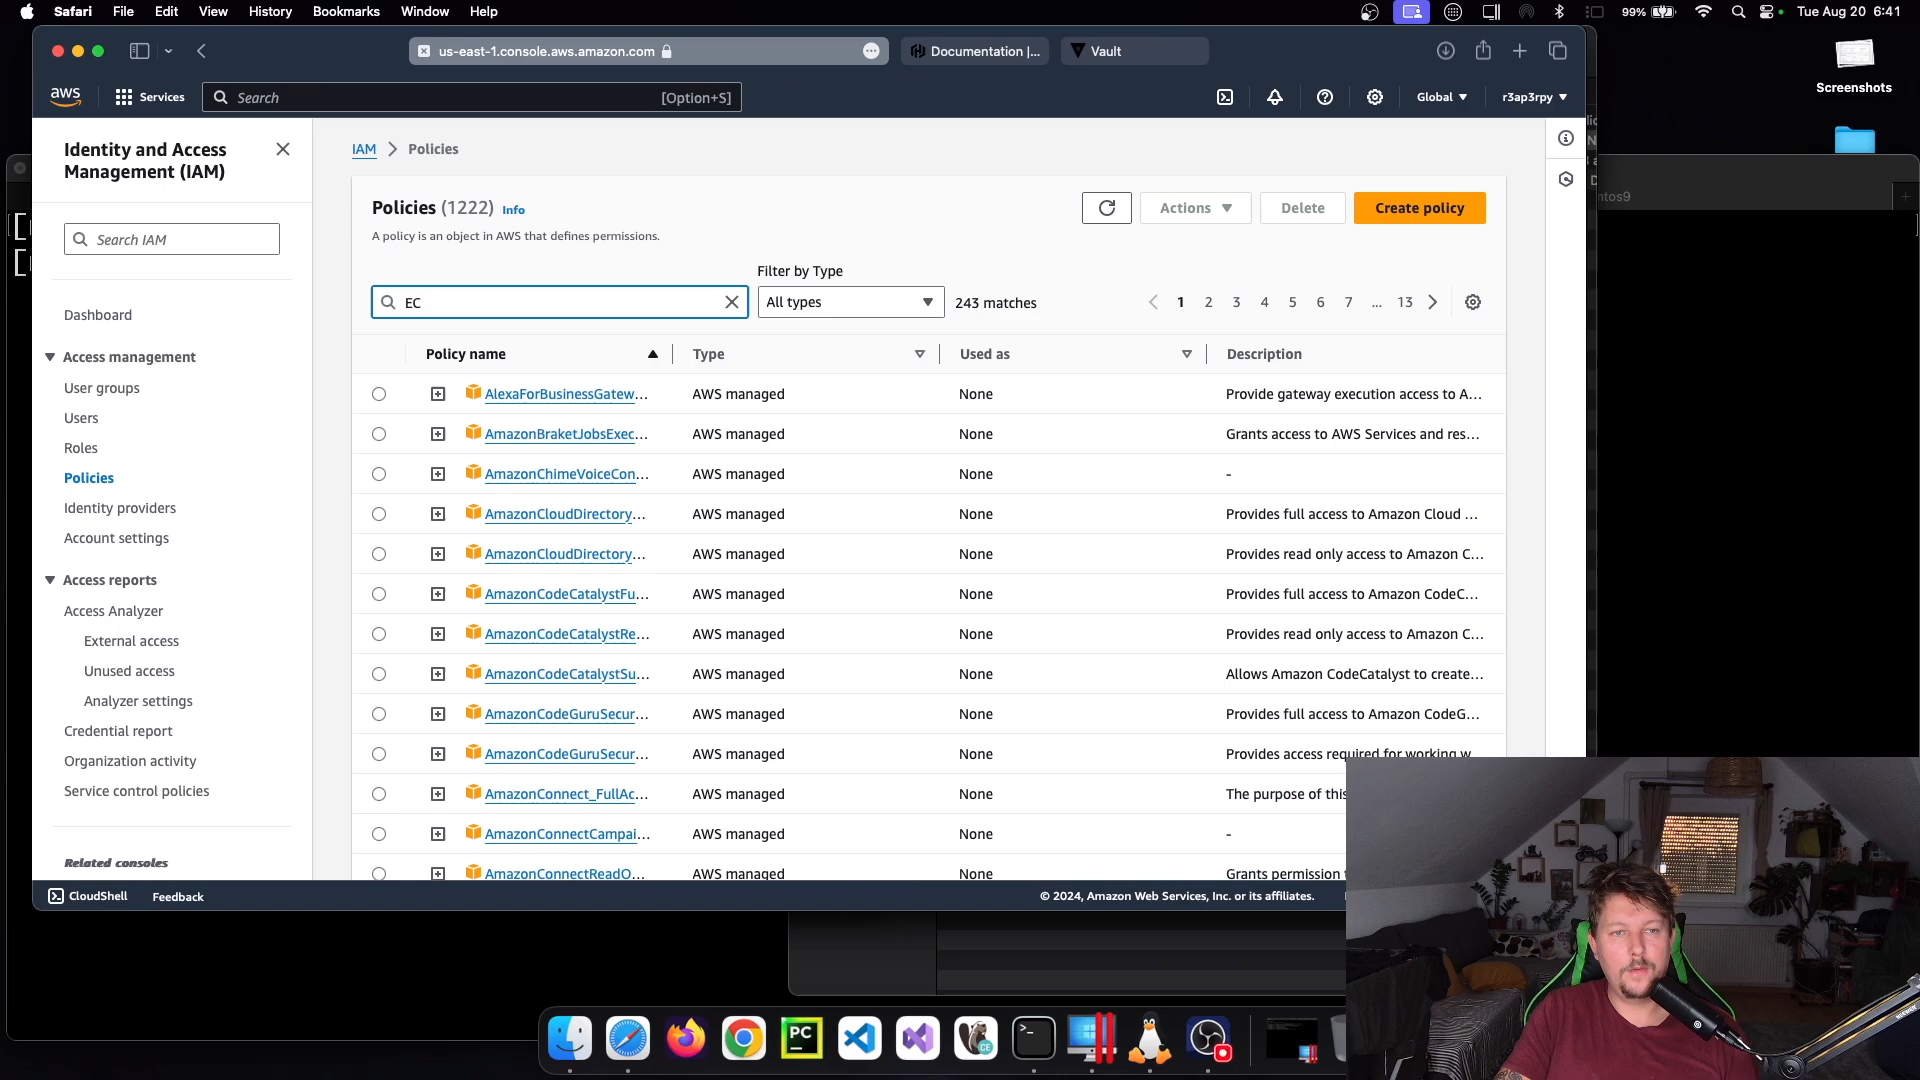 Safari File Edit View History Bookmarks Window Help
99% Tue Aug 20 6:41
us-east-1.console.aws.amazon.com
Documentation |...
Vault
Screenshots
aws
Services
Search
[Option+S]
Global
r3ap3rpy
Identity and Access
Management (IAM)
Search IAM
Dashboard
Access management
User groups
Users
Roles
Policies
Identity providers
Account settings
Access reports
Access Analyzer
External access
Unused access
Analyzer settings
Credential report
Organization activity
Service control policies
Related consoles
IAM > Policies
Policies (1222) Info
A policy is an object in AWS that defines permissions.
Actions
Delete
Create policy
Filter by Type
EC
All types
243 matches
1 2 3 4 5 6 7 ... 13
Policy name Type Used as Description
AlexaForBusinessGatew... AWS managed None Provide gateway execution access to A...
AmazonBraketJobsExec... AWS managed None Grants access to AWS Services and res...
AmazonChimeVoiceCon... AWS managed None -
AmazonCloudDirectory... AWS managed None Provides full access to Amazon Cloud ...
AmazonCloudDirectory... AWS managed None Provides read only access to Amazon C...
AmazonCodeCatalystFu... AWS managed None Provides full access to Amazon CodeC...
AmazonCodeCatalystRe... AWS managed None Provides read only access to Amazon C...
AmazonCodeCatalystSu... AWS managed None Allows Amazon CodeCatalyst to create...
AmazonCodeGuruSecur... AWS managed None Provides full access to Amazon CodeG...
AmazonCodeGuruSecur... AWS managed None Provides access required for working w
AmazonConnect_FullAc... AWS managed None The purpose of this
AmazonConnectCampai... AWS managed None -
AmazonConnectReadO... AWS managed None Grants permission
CloudShell
Feedback
© 2024, Amazon Web Services, Inc. or its affiliates.
ntos9
PC
CE